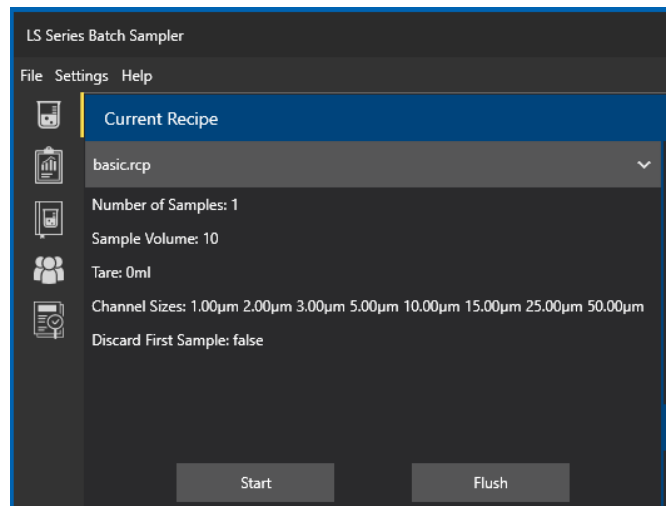 LS Series Batch Sampler
File Settings Help
Current Recipe
basic.rcp
Number of Samples: 1
Sample Volume: 10
Tare: 0ml
Channel Sizes: 1.00µm 2.00µm 3.00µm 5.00µm 10.00µm 15.00µm 25.00µm 50.00µm
Discard First Sample: false
Start Flush